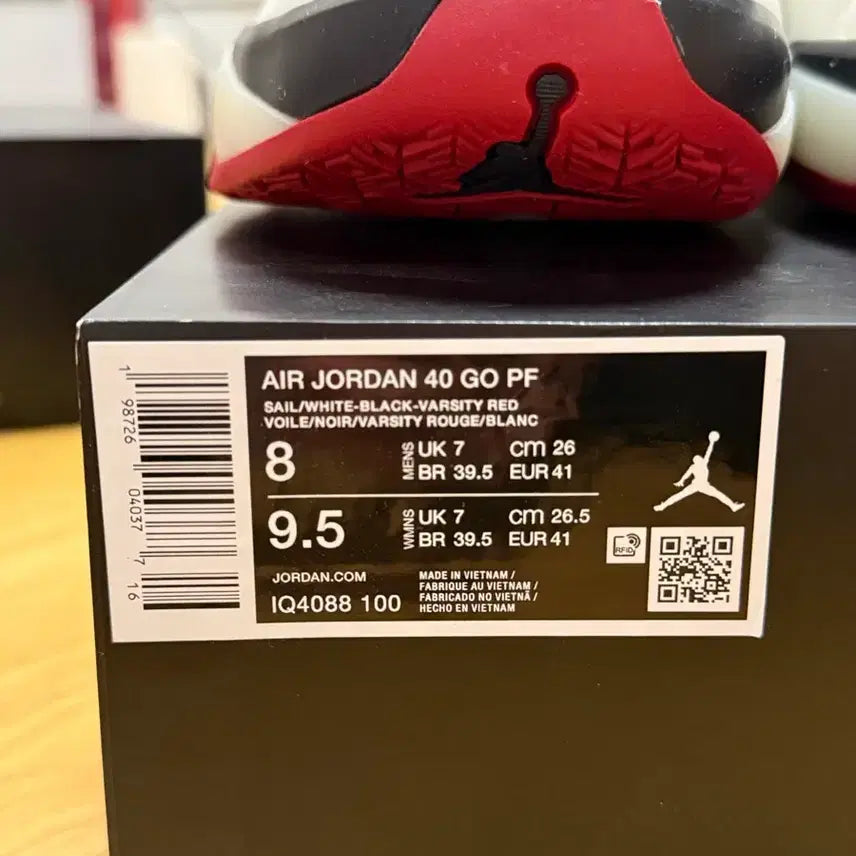 AIR JORDAN 40 GO PF
SAIL/WHITE-BLACK-VARSITY RED
VOILE/NOIR/VARSITY ROUGE/BLANC
8 MENS UK 7 cm 26
BR 39.5 EUR 41
9.5 WMNS UK 7 cm 26.5
BR 39.5 EUR 41
RFID
JORDAN.COM
IQ4088 100
MADE IN VIETNAM /
FABRIQUE AU VIETNAM /
FABRICADO NO VIETNÃ /
HECHO EN VIETNAM
1 98726 04037 7 16